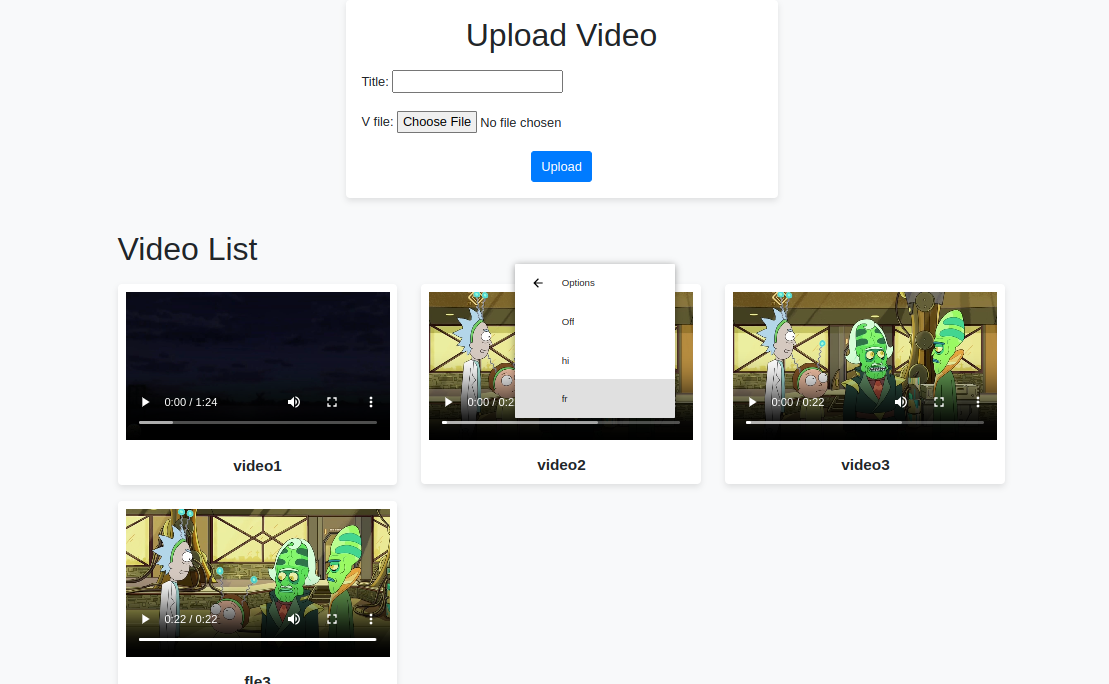 Upload Video
Title:
V file: Choose File No file chosen
Upload
Video List
Options
Off
hi
fr
0:00 / 1:24
0:00 / 0:2
0:00 / 0:22
video1
video2
video3
0:22 / 0:22
fle3